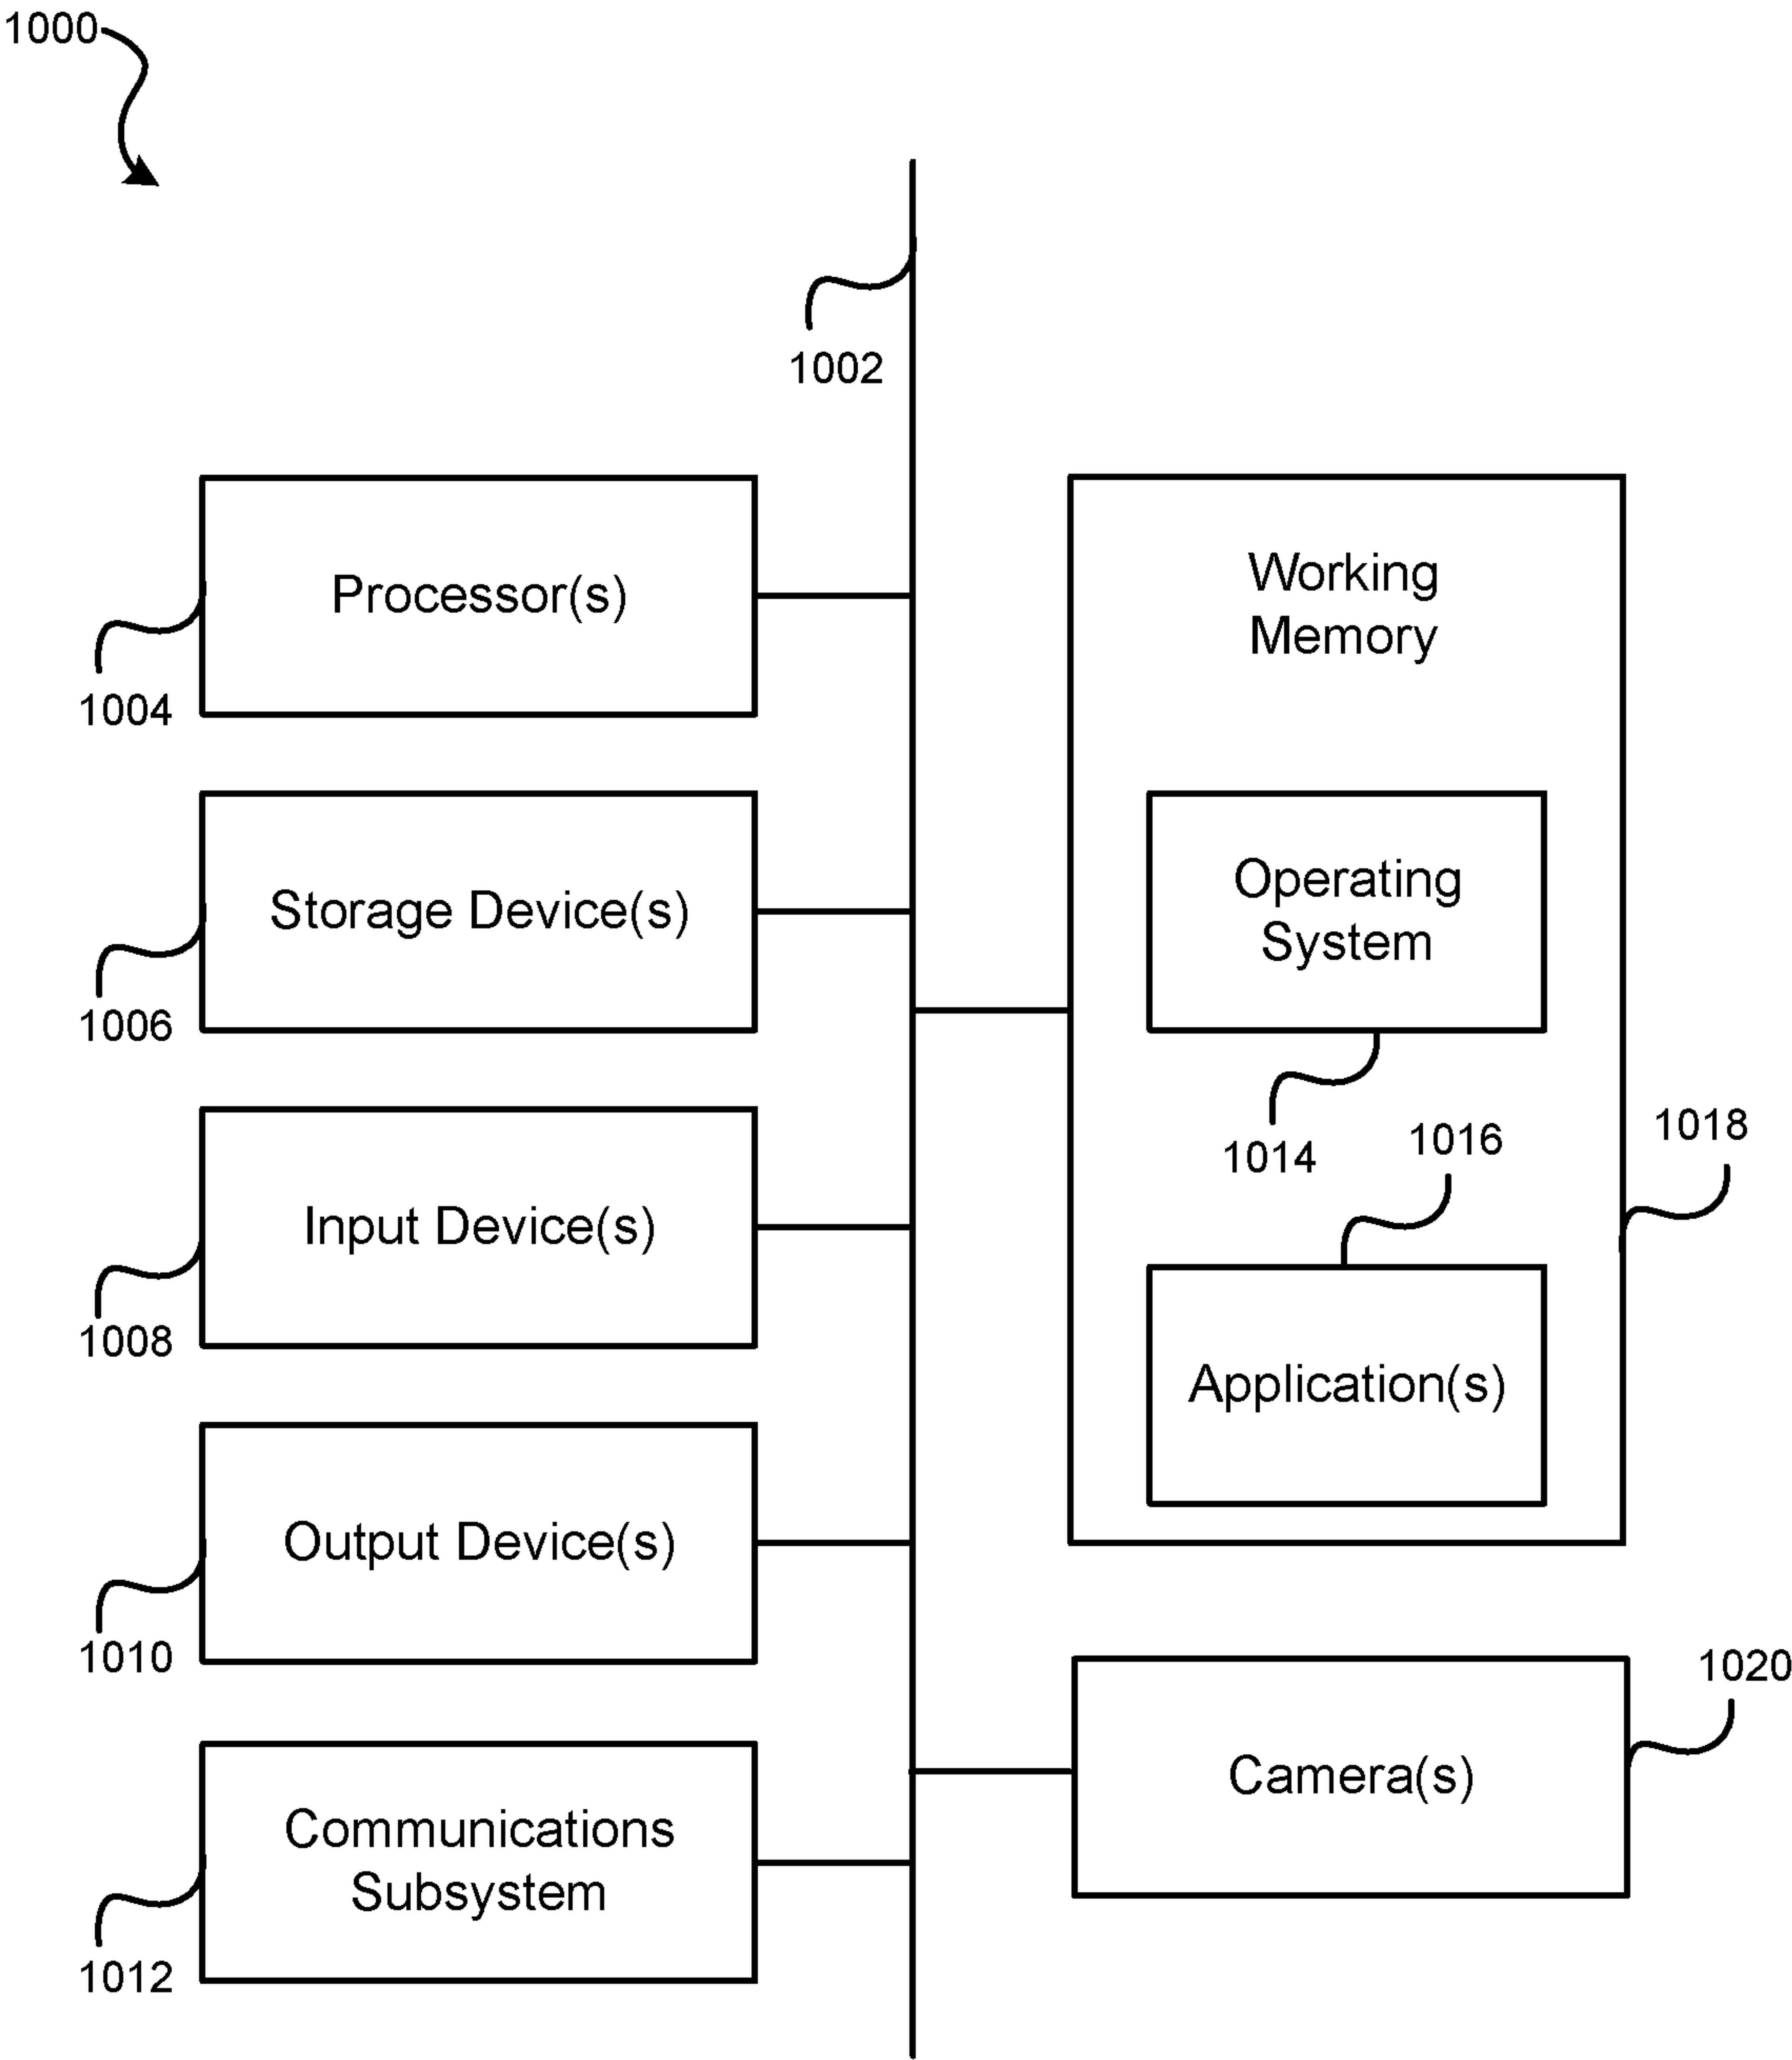 1000
1002
Processor(s)
1004
Storage Device(s)
1006
Input Device(s)
1008
Output Device(s)
1010
Communications
Subsystem
1012
Working
Memory
Operating
System
1014
1016
1018
Application(s)
1020
Camera(s)